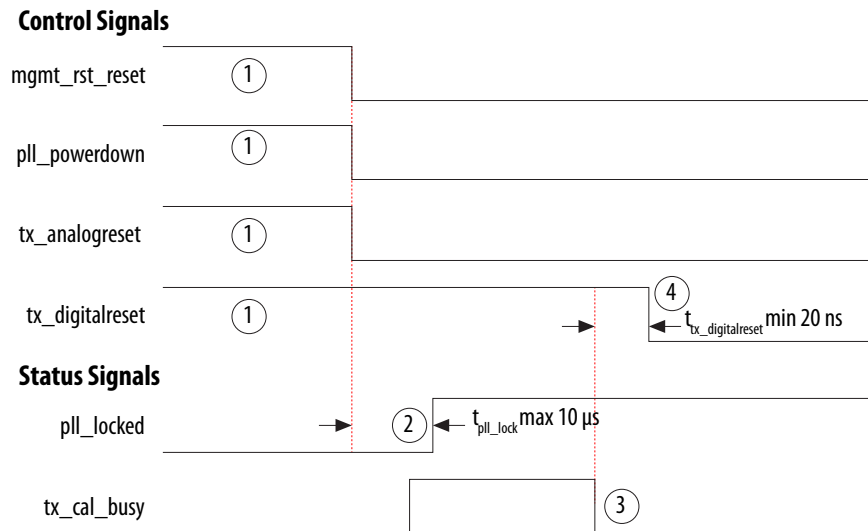 Control Signals
mgmt_rst_reset
1
pll_powerdown
1
tx_analogreset
1
tx_digitalreset
1
4
t_tx_digitalreset min 20 ns
Status Signals
pll_locked
2
t_pll_lock max 10 μs
tx_cal_busy
3